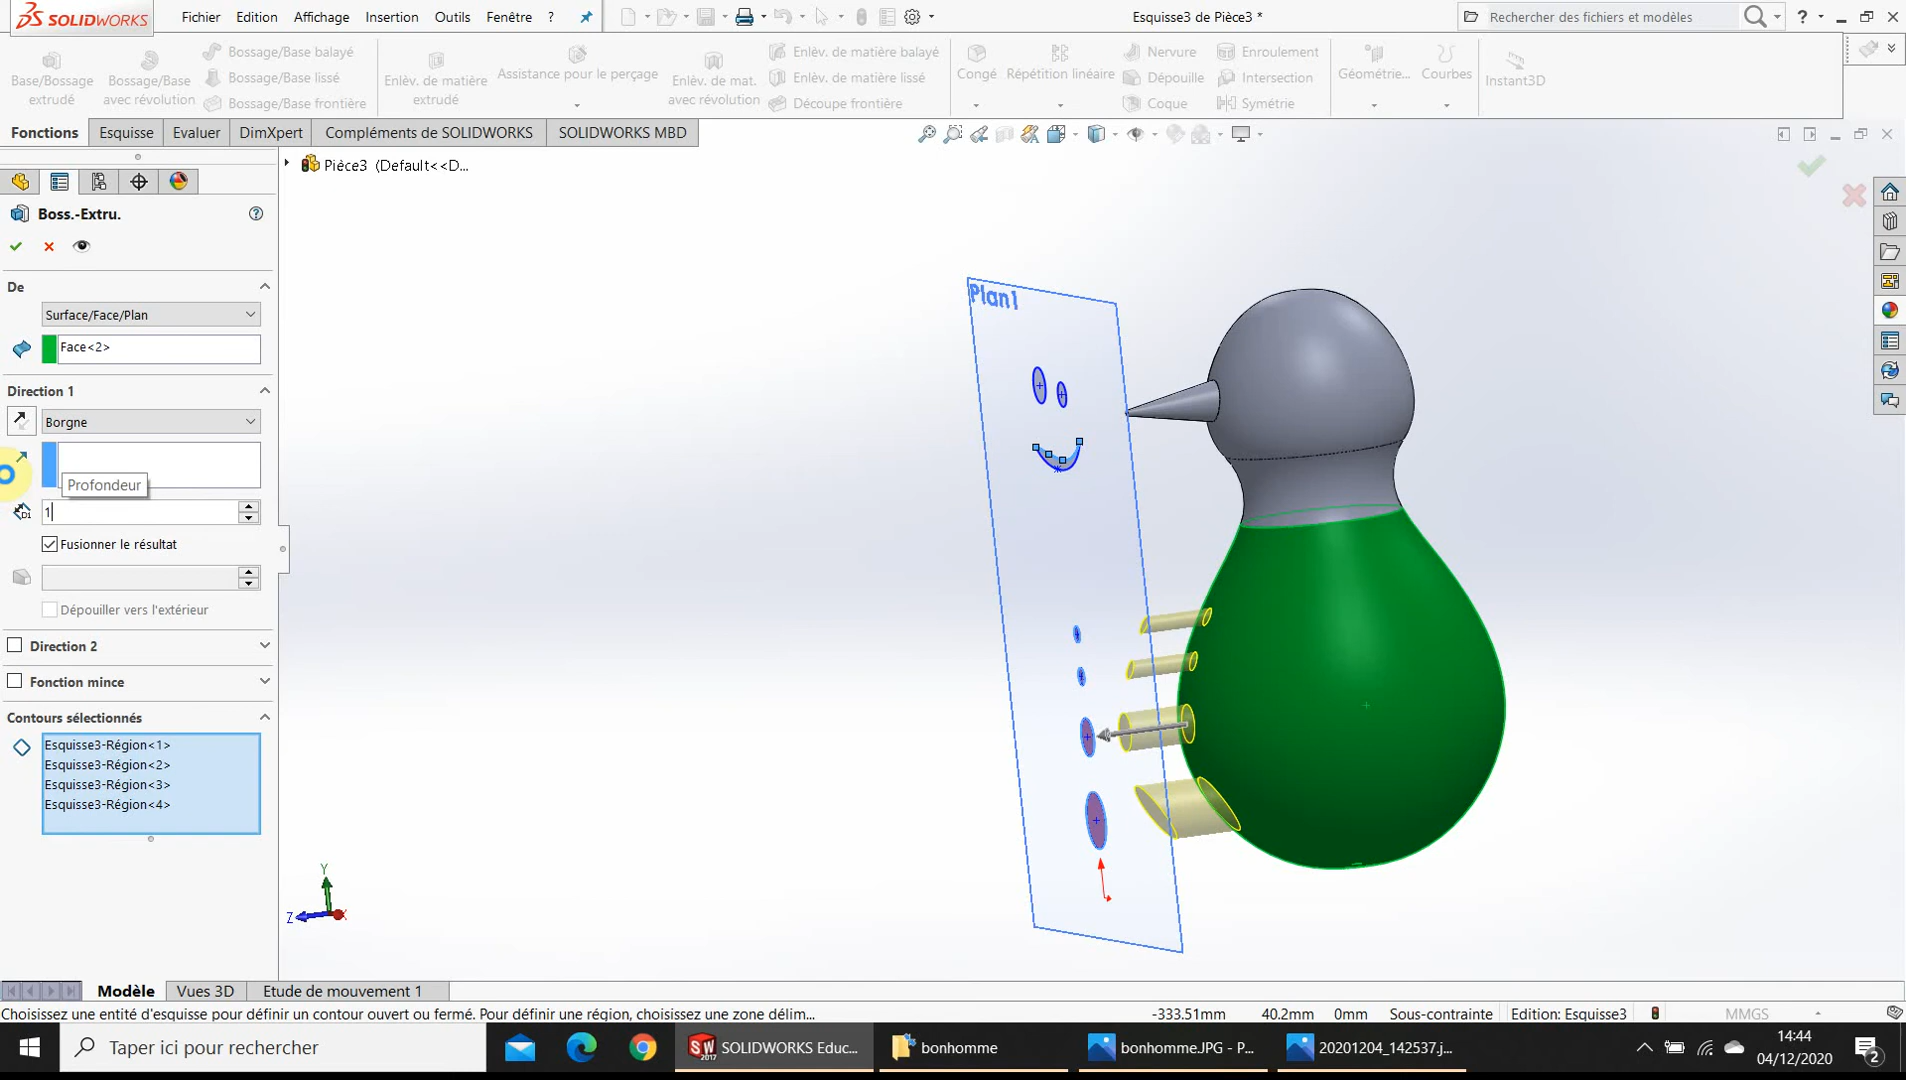 SOLIDWORKS
Fichier Edition Affichage Insertion Outils Fenêtre ?
Esquisse3 de Pièce3 *
Rechercher des fichiers et modèles
Base/Bossage extrudé
Bossage/Base avec révolution
Bossage/Base balayé
Bossage/Base lissé
Bossage/Base frontière
Enlèv. de matière extrudé
Assistance pour le perçage
Enlèv. de mat. avec révolution
Enlèv. de matière balayé
Enlèv. de matière lissé
Découpe frontière
Congé
Répétition linéaire
Nervure
Dépouille
Coque
Enroulement
Intersection
Symétrie
Géométrie...
Courbes
Instant3D
Fonctions Esquisse Evaluer DimXpert Compléments de SOLIDWORKS SOLIDWORKS MBD
Pièce3 (Default<<D...
Boss.-Extru.
De
Surface/Face/Plan
Face<2>
Direction 1
Borgne
Profondeur
D1
1
Fusionner le résultat
Dépouiller vers l'extérieur
Direction 2
Fonction mince
Contours sélectionnés
Esquisse3-Région<1>
Esquisse3-Région<2>
Esquisse3-Région<3>
Esquisse3-Région<4>
Plan1
Y
Z
X
Modèle Vues 3D Etude de mouvement 1
Choisissez une entité d'esquisse pour définir un contour ouvert ou fermé. Pour définir une région, choisissez une zone délim...
-333.51mm 40.2mm 0mm Sous-contrainte Edition: Esquisse3 MMGS
Taper ici pour rechercher
SW 2017
SOLIDWORKS Educ...
bonhomme
bonhomme.JPG - P...
20201204_142537.j...
14:44
04/12/2020
2